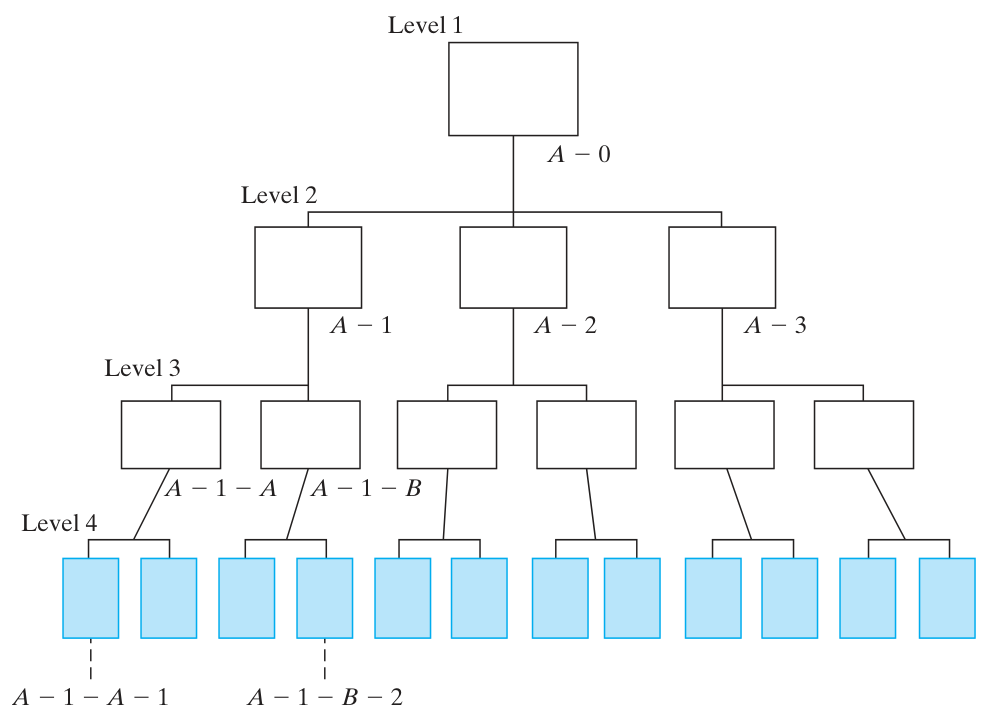 Level 1
A − 0
Level 2
A − 1
A − 2
A − 3
Level 3
A − 1 − A
A − 1 − B
Level 4
A − 1 − A − 1
A − 1 − B − 2